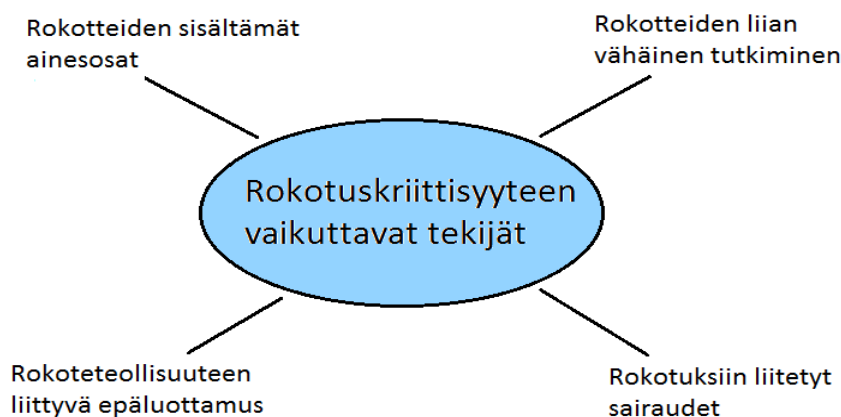 Rokotteiden sisältämät
ainesosat
Rokotteiden liian
vähäinen tutkiminen
Rokotuskriittisyyteen
vaikuttavat tekijät
Rokoteteollisuuteen
liittyvä epäluottamus
Rokotuksiin liitetyt
sairaudet